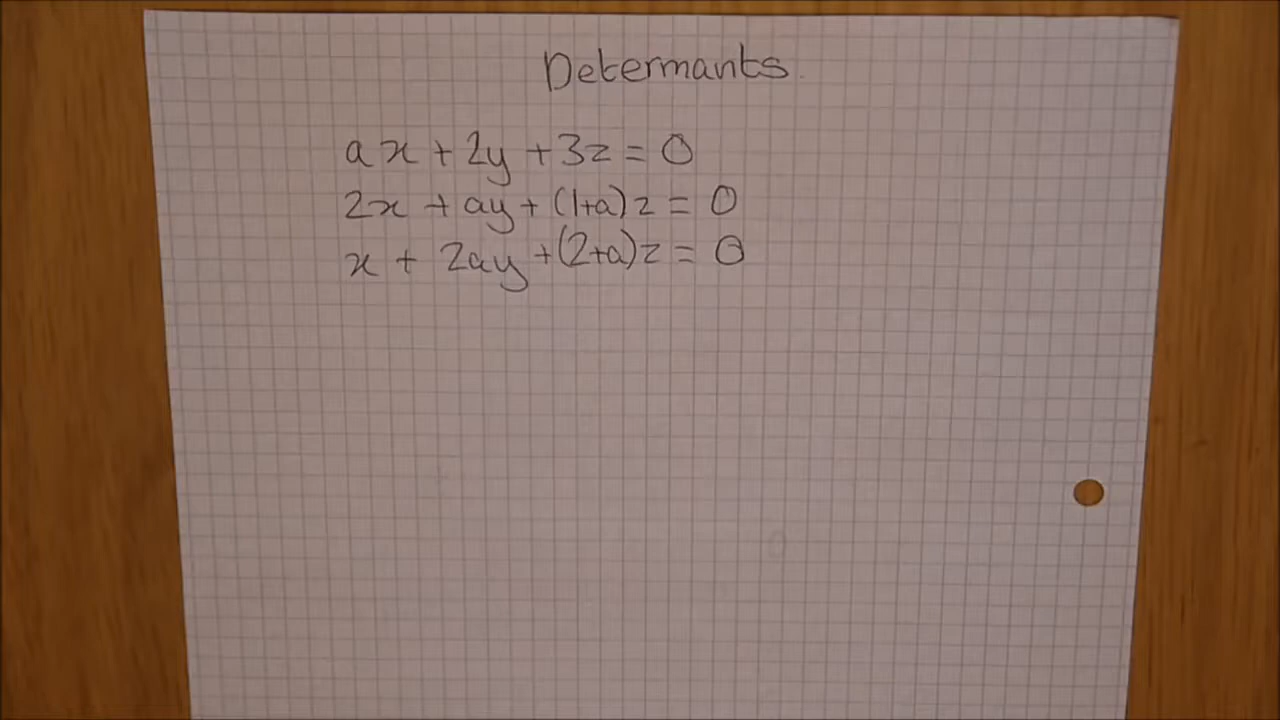 Determants.
ax + 2y + 3z = 0
2x + ay + (1+a)z = 0
x + 2ay + (2+a)z = 0